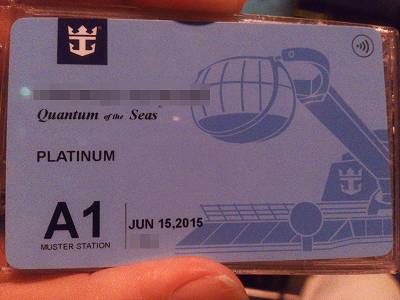 Quantum of the Seas
PLATINUM
A1
MUSTER STATION
JUN 15,2015